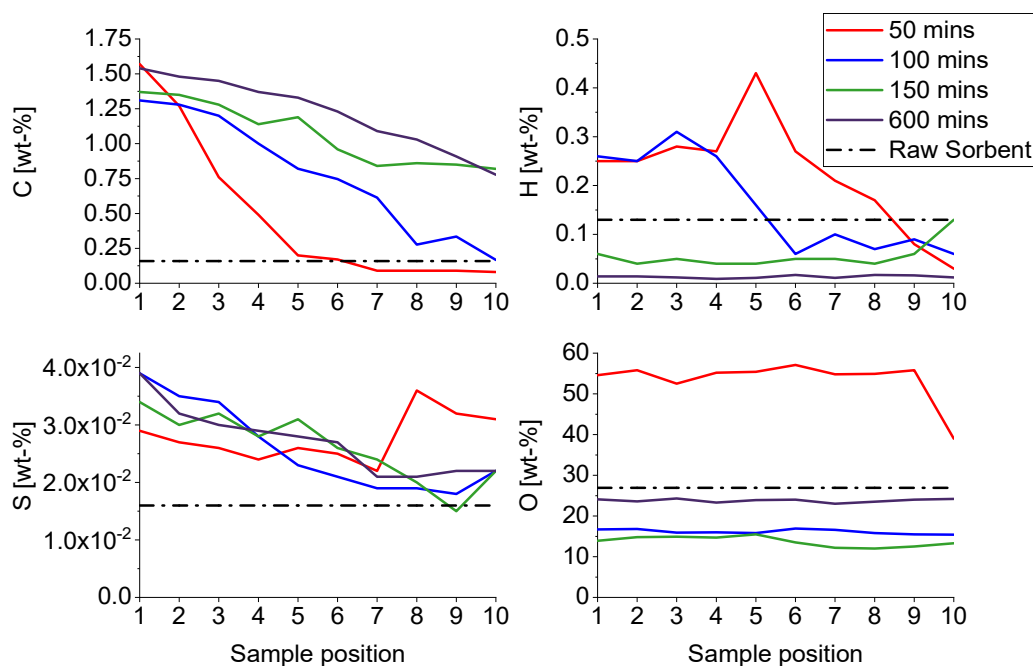 C [wt-%]
1.75
1.50
1.25
1.00
0.75
0.50
0.25
0.00
1 2 3 4 5 6 7 8 9 10
H [wt-%]
0.5
0.4
0.3
0.2
0.1
0.0
1 2 3 4 5 6 7 8 9 10
50 mins
100 mins
150 mins
600 mins
Raw Sorbent
S [wt-%]
4.0x10⁻²
3.0x10⁻²
2.0x10⁻²
1.0x10⁻²
0.0
1 2 3 4 5 6 7 8 9 10
Sample position
O [wt-%]
60
50
40
30
20
10
0
1 2 3 4 5 6 7 8 9 10
Sample position